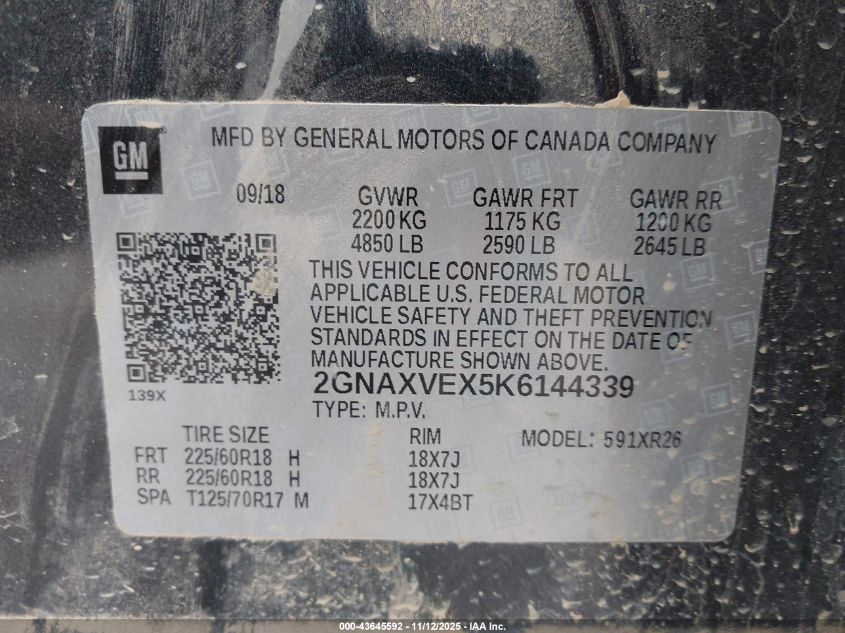 GM
MFD BY GENERAL MOTORS OF CANADA COMPANY
09/18 GVWR GAWR FRT GAWR RR
2200 KG 1175 KG 1200 KG
4850 LB 2590 LB 2645 LB
THIS VEHICLE CONFORMS TO ALL
APPLICABLE U.S. FEDERAL MOTOR
VEHICLE SAFETY AND THEFT PREVENTION
STANDARDS IN EFFECT ON THE DATE OF
MANUFACTURE SHOWN ABOVE.
139X
2GNAXVEX5K6144339
TYPE: M.P.V.
TIRE SIZE RIM MODEL: 591XR26
FRT 225/60R18 H 18X7J
RR 225/60R18 H 18X7J
SPA T125/70R17 M 17X4BT
000-43645592 - 11/12/2025 - IAA Inc.